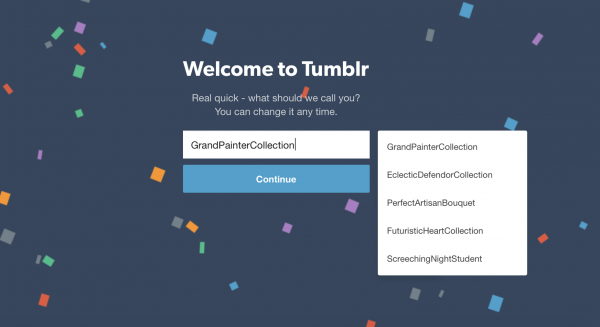 Welcome to Tumblr
Real quick - what should we call you?
You can change it any time.
GrandPainterCollection
Continue
GrandPainterCollection
EclecticDefendorCollection
PerfectArtisanBouquet
FuturisticHeartCollection
ScreechingNightStudent